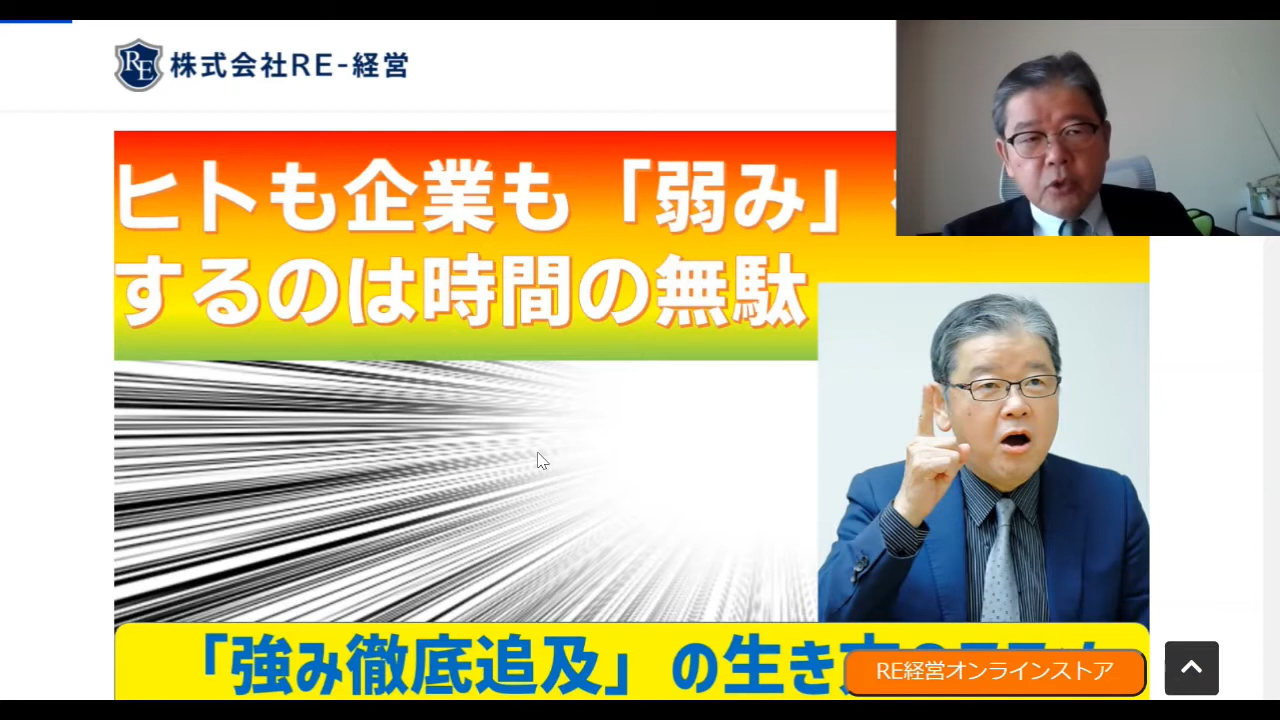 RE
株式会社RE-経営
ヒトも企業も「弱み」
するのは時間の無駄
「強み徹底追及」の生き
RE経営オンラインストア